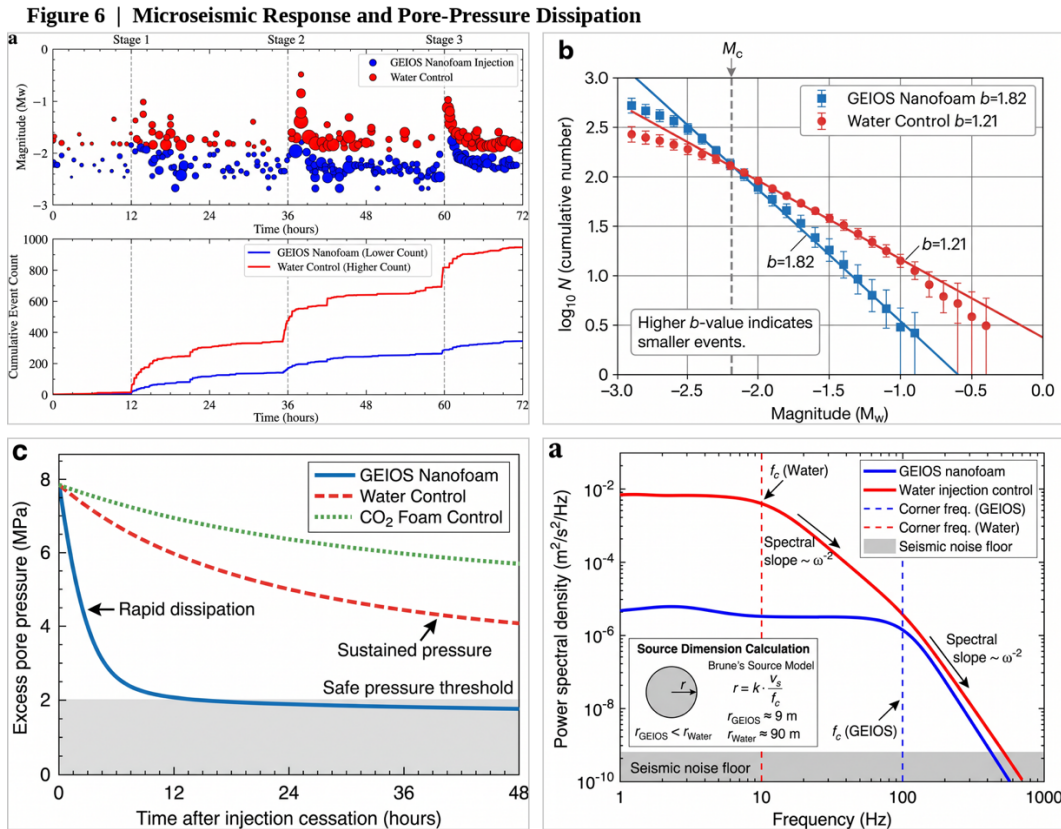 Figure 6 | Microseismic Response and Pore-Pressure Dissipation
a
Stage 1
Stage 2
Stage 3
GEIOS Nanofoam Injection
Water Control
Magnitude (Mw)
0
−1
−2
−3
0 12 24 36 48 60 72
Time (hours)
GEIOS Nanofoam (Lower Count)
Water Control (Higher Count)
Cumulative Event Count
1000
800
600
400
200
0
0 12 24 36 48 60 72
Time (hours)
b
Mc
GEIOS Nanofoam b=1.82
Water Control b=1.21
log₁₀ N (cumulative number)
3.0
2.5
2.0
1.5
1.0
0.5
0
b=1.82
b=1.21
Higher b-value indicates
smaller events.
−3.0 −2.5 −2.0 −1.5 −1.0 −0.5 0.0
Magnitude (Mw)
c
GEIOS Nanofoam
Water Control
CO₂ Foam Control
Excess pore pressure (MPa)
8
6
4
2
0
Rapid dissipation
Sustained pressure
Safe pressure threshold
0 12 24 36 48
Time after injection cessation (hours)
a
fc (Water)
GEIOS nanofoam
Water injection control
Corner freq. (GEIOS)
Corner freq. (Water)
Seismic noise floor
Power spectral density (m²/s²/Hz)
10⁻²
10⁻⁴
10⁻⁶
10⁻⁸
10⁻¹⁰
Spectral
slope ~ ω⁻²
Spectral
slope ~ ω⁻²
Source Dimension Calculation
Brune's Source Model
r
r = k · vs/fc
rGEIOS ≈ 9 m
rGEIOS < rWater
rWater ≈ 90 m
fc (GEIOS)
Seismic noise floor
1 10 100 1000
Frequency (Hz)